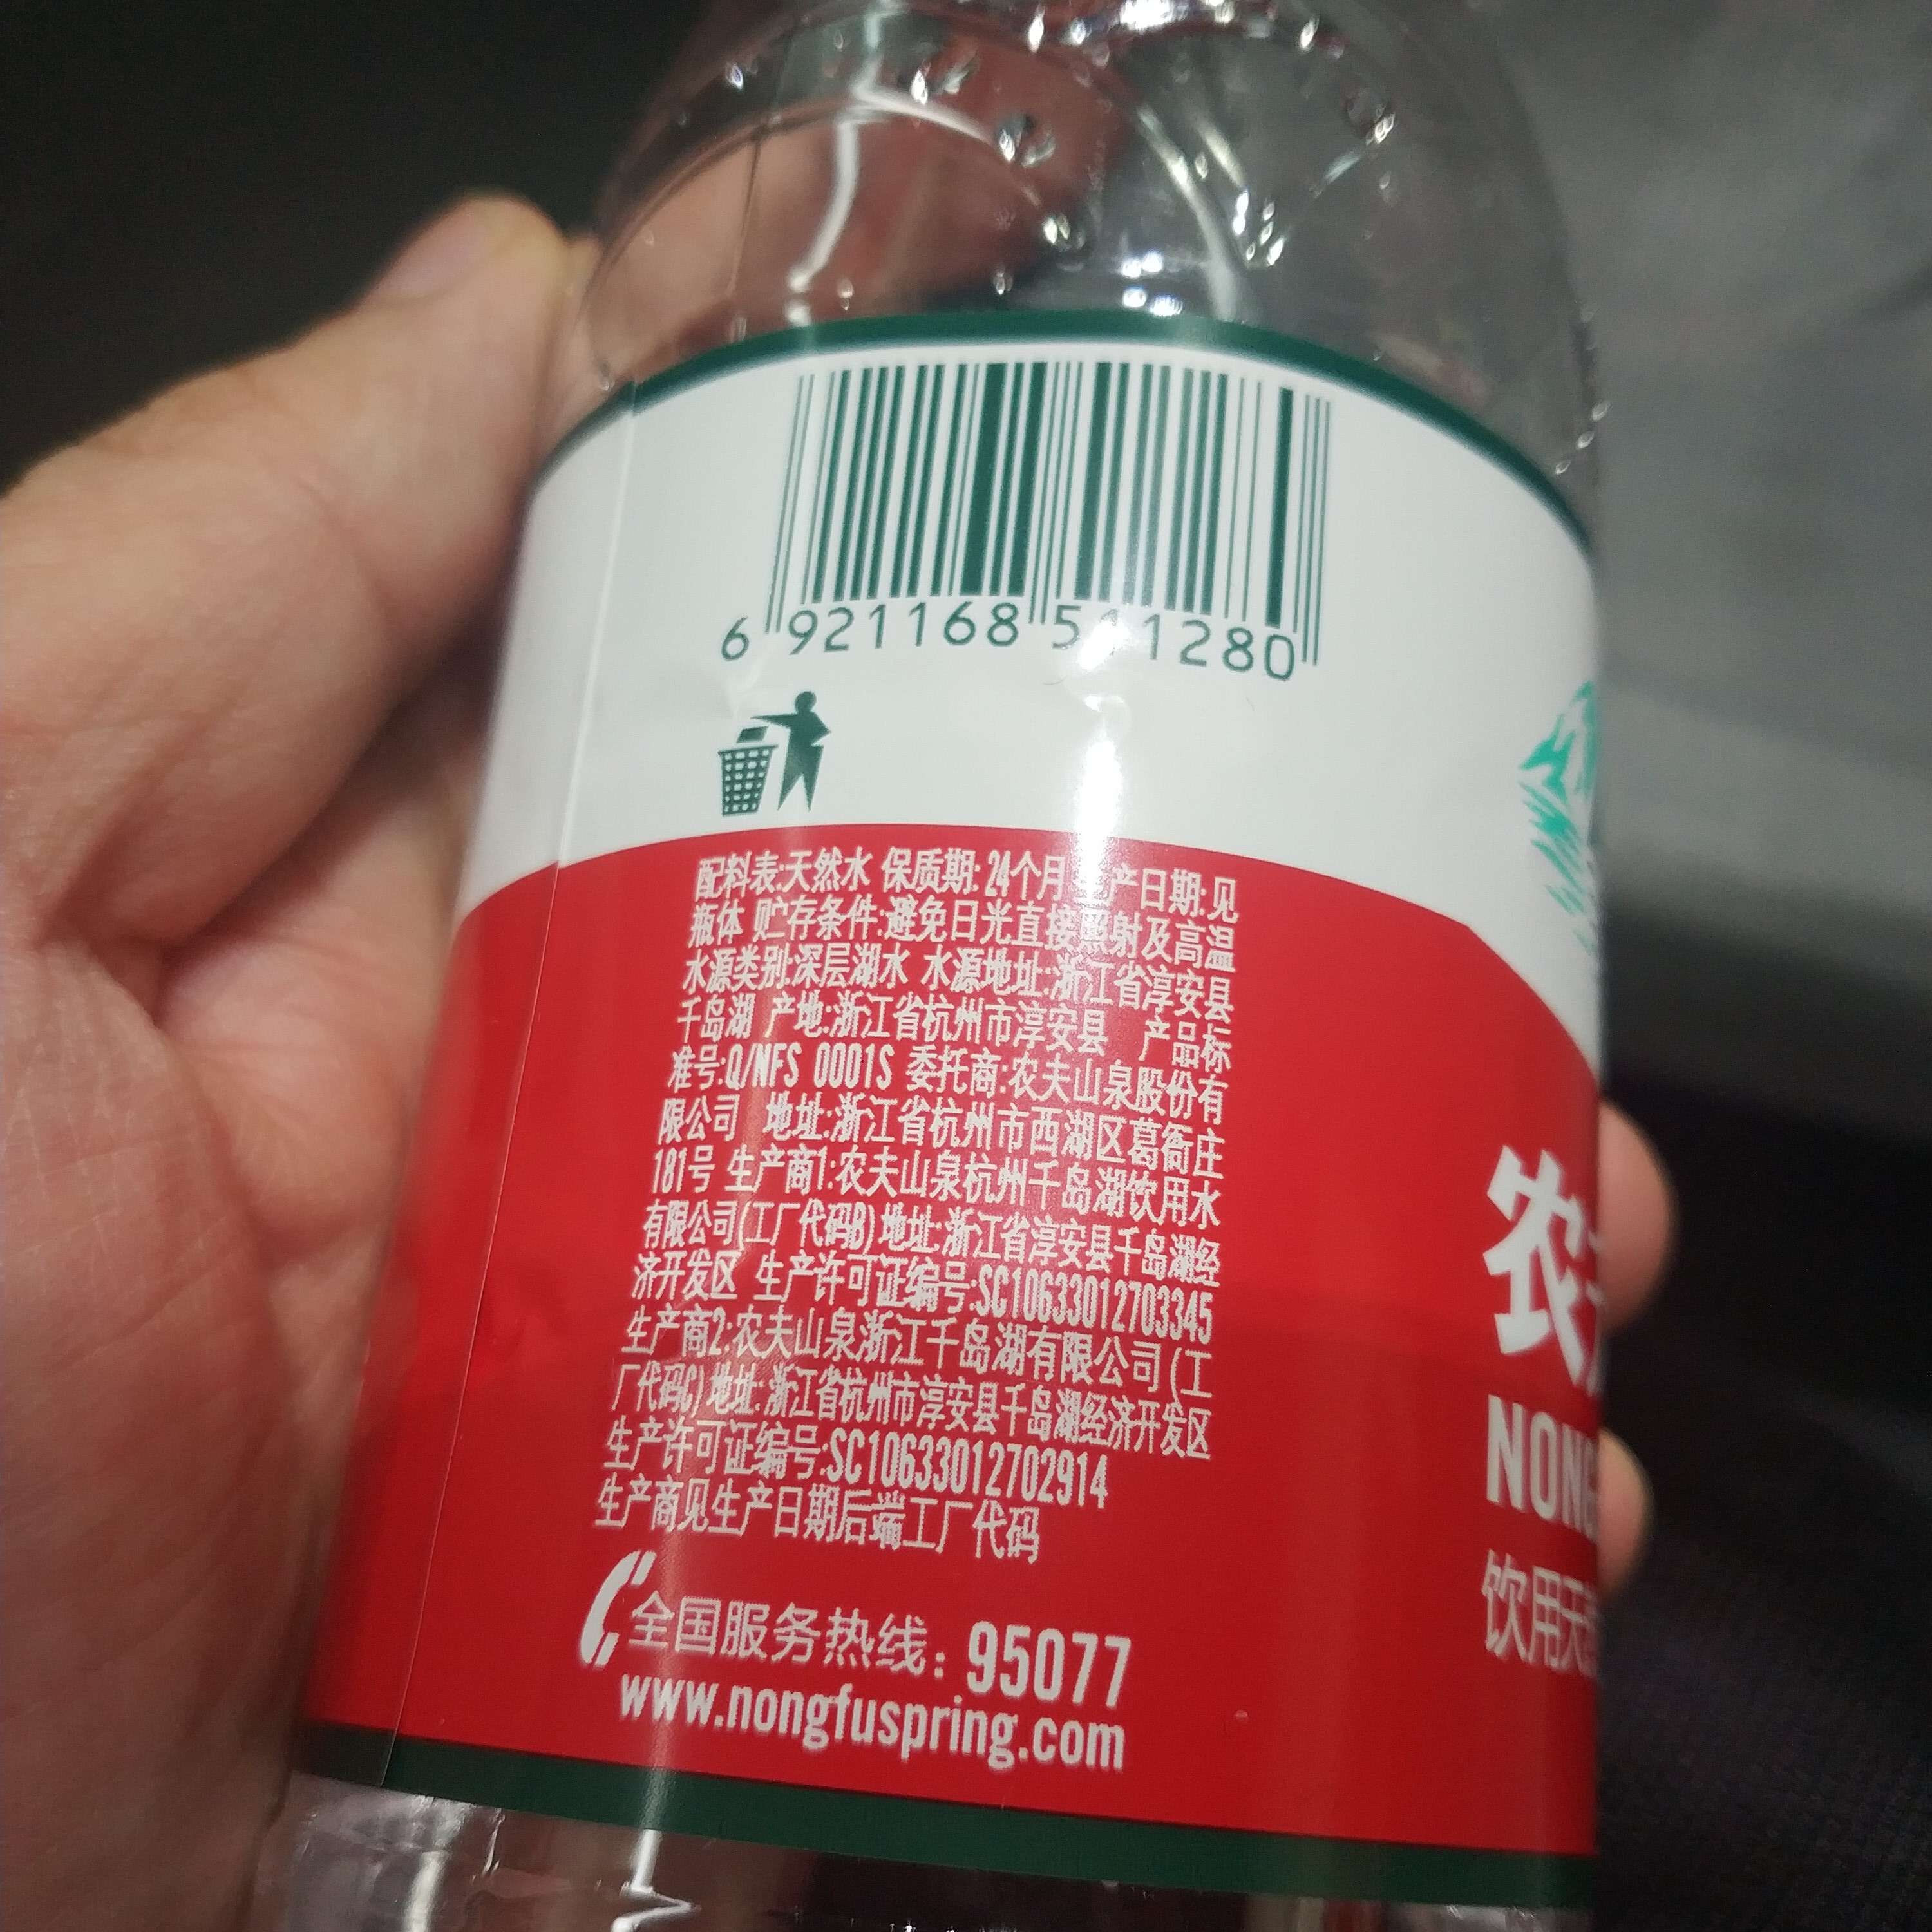 6 921168 511280
配料表:天然水 保质期:24个月 生产日期:见
瓶体 贮存条件:避免日光直接照射及高温
水源类别:深层湖水 水源地址:浙江省淳安县
千岛湖 产地:浙江省杭州市淳安县 产品标
准号:Q/NFS 0001S 委托商:农夫山泉股份有
限公司 地址:浙江省杭州市西湖区葛衙庄
181号 生产商1:农夫山泉杭州千岛湖饮用水
有限公司(工厂代码B) 地址:浙江省淳安县千岛湖经
济开发区 生产许可证编号:SC10633012703345
生产商2:农夫山泉浙江千岛湖有限公司(工
厂代码C) 地址:浙江省杭州市淳安县千岛湖经济开发区
生产许可证编号:SC10633012702914
生产商见生产日期后端工厂代码
全国服务热线: 95077
www.nongfuspring.com
农
NONG
饮用天